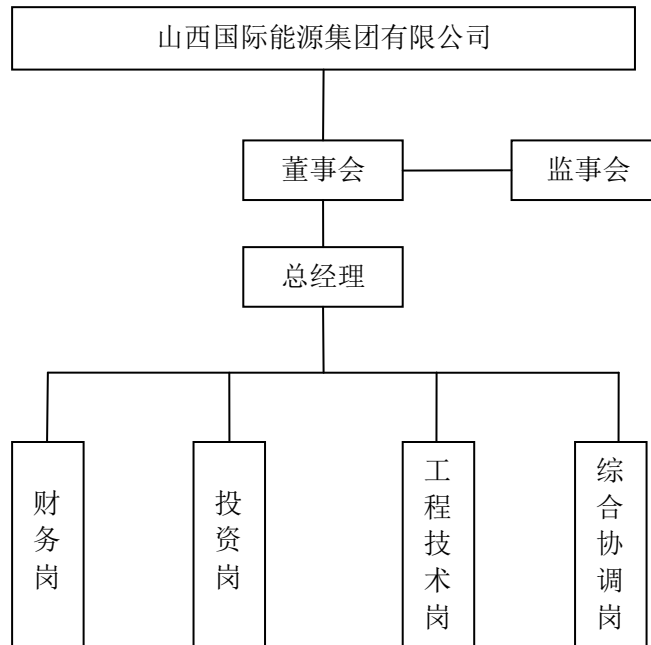 山西国际能源集团有限公司
董事会
监事会
总经理
财务岗
投资岗
工程技术岗
综合协调岗